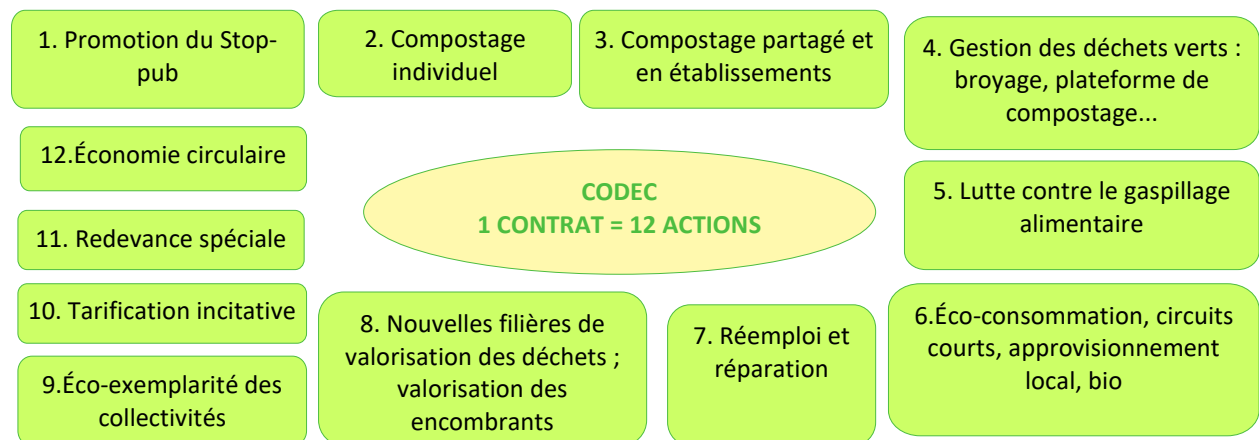 1. Promotion du Stop-
pub
2. Compostage
individuel
3. Compostage partagé et
en établissements
4. Gestion des déchets verts :
broyage, plateforme de
compostage...
12.Économie circulaire
CODEC
1 CONTRAT = 12 ACTIONS
5. Lutte contre le gaspillage
alimentaire
11. Redevance spéciale
10. Tarification incitative
8. Nouvelles filières de
valorisation des déchets ;
valorisation des
encombrants
7. Réemploi et
réparation
6.Éco-consommation, circuits
courts, approvisionnement
local, bio
9.Éco-exemplarité des
collectivités